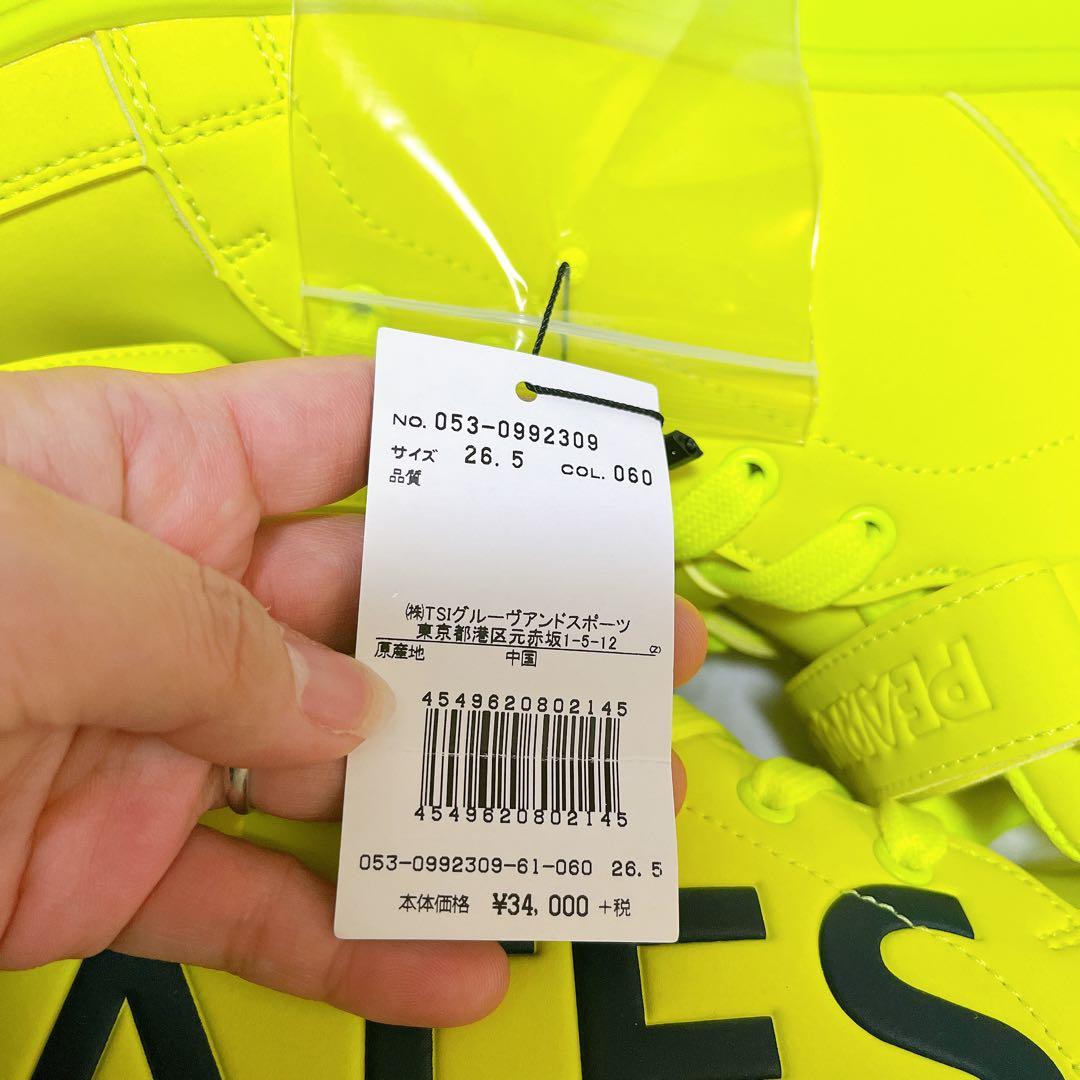 NO. 053-0992309
サイズ 26.5 COL. 060
品質
㈱TSIグルーヴアンドスポーツ
東京都港区元赤坂1-5-12 (2)
原産地 中国
4549620802145
4549620802145
053-0992309-61-060 26.5
本体価格 ¥34,000 +税